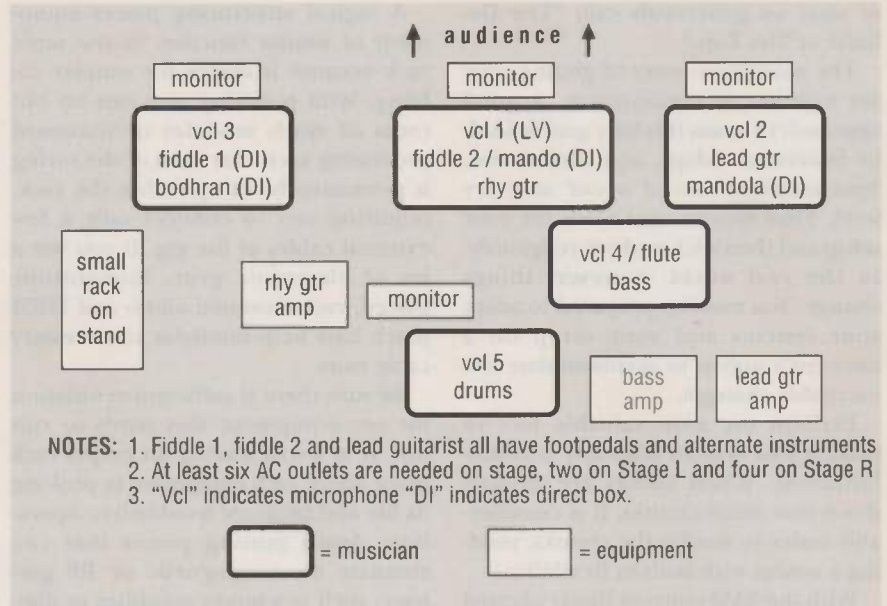 audience
monitor
monitor
monitor
vcl 3
fiddle 1 (DI)
bodhran (DI)
vcl 1 (LV)
fiddle 2 / mando (DI)
rhy gtr
vcl 2
lead gtr
mandola (DI)
small
rack
on
stand
rhy gtr
amp
monitor
vcl 4 / flute
bass
vcl 5
drums
bass
amp
lead gtr
amp
NOTES: 1. Fiddle 1, fiddle 2 and lead guitarist all have footpedals and alternate instruments
2. At least six AC outlets are needed on stage, two on Stage L and four on Stage R
3. "Vcl" indicates microphone "DI" indicates direct box.
= musician
= equipment